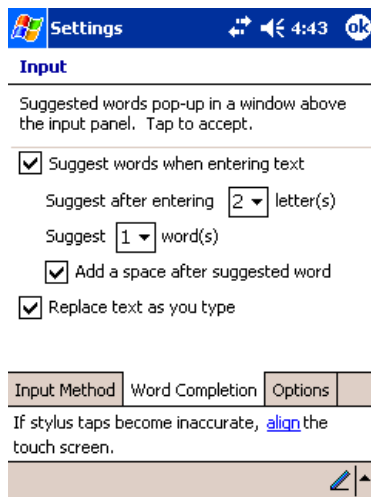 Settings 4:43 ok
Input
Suggested words pop-up in a window above
the input panel. Tap to accept.
Suggest words when entering text
Suggest after entering 2 letter(s)
Suggest 1 word(s)
Add a space after suggested word
Replace text as you type
Input Method Word Completion Options
If stylus taps become inaccurate, align the
touch screen.